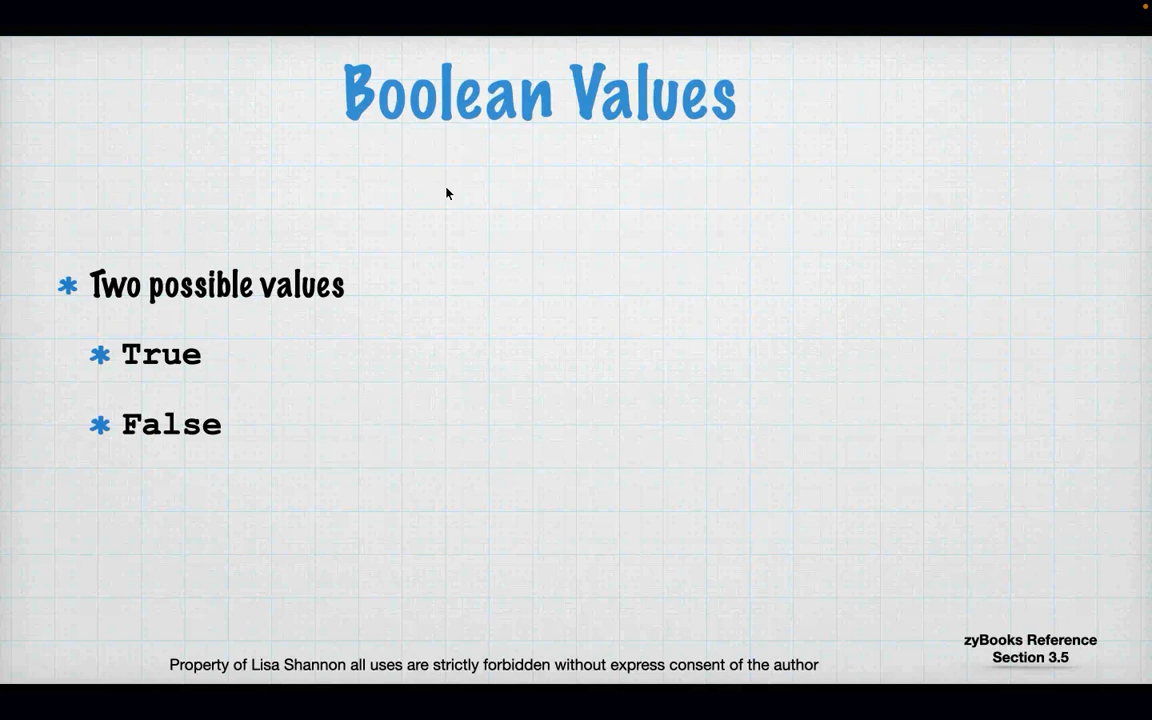 Boolean Values
Two possible values
True
False
zyBooks Reference
Section 3.5
Property of Lisa Shannon all uses are strictly forbidden without express consent of the author